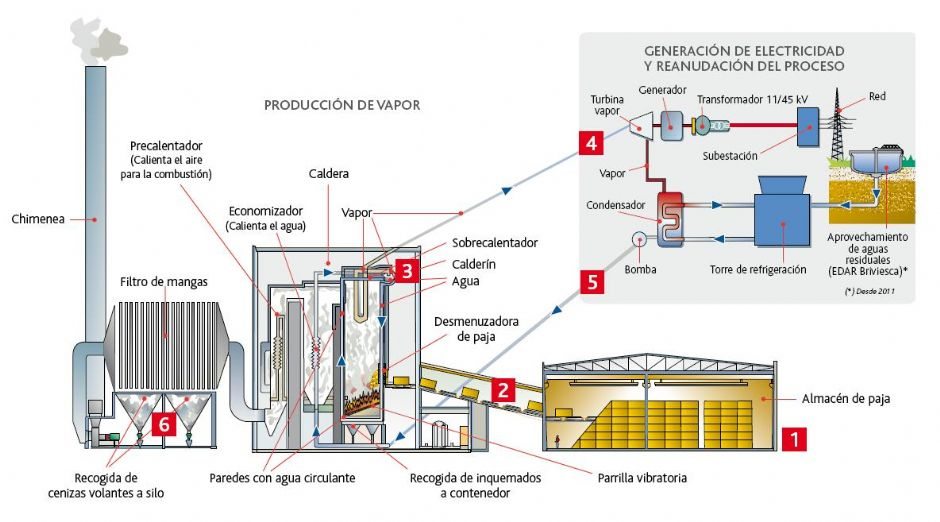 GENERACIÓN DE ELECTRICIDAD
Y REANUDACIÓN DEL PROCESO
PRODUCCIÓN DE VAPOR
Turbina
vapor
Generador
Transformador 11/45 kV
Red
Subestación
4
Vapor
Condensador
Bomba
Torre de refrigeración
Aprovechamiento
de aguas
residuales
(EDAR Briviesca)*
(*) Desde 2011
5
Precalentador
(Calienta el aire
para la combustión)
Caldera
Chimenea
Economizador
(Calienta el agua)
Vapor
Sobrecalentador
3
Calderín
Agua
Filtro de mangas
Desmenuzadora
de paja
2
Almacén de paja
1
6
Recogida de
cenizas volantes a silo
Paredes con agua circulante
Recogida de inquemados
a contenedor
Parrilla vibratoria